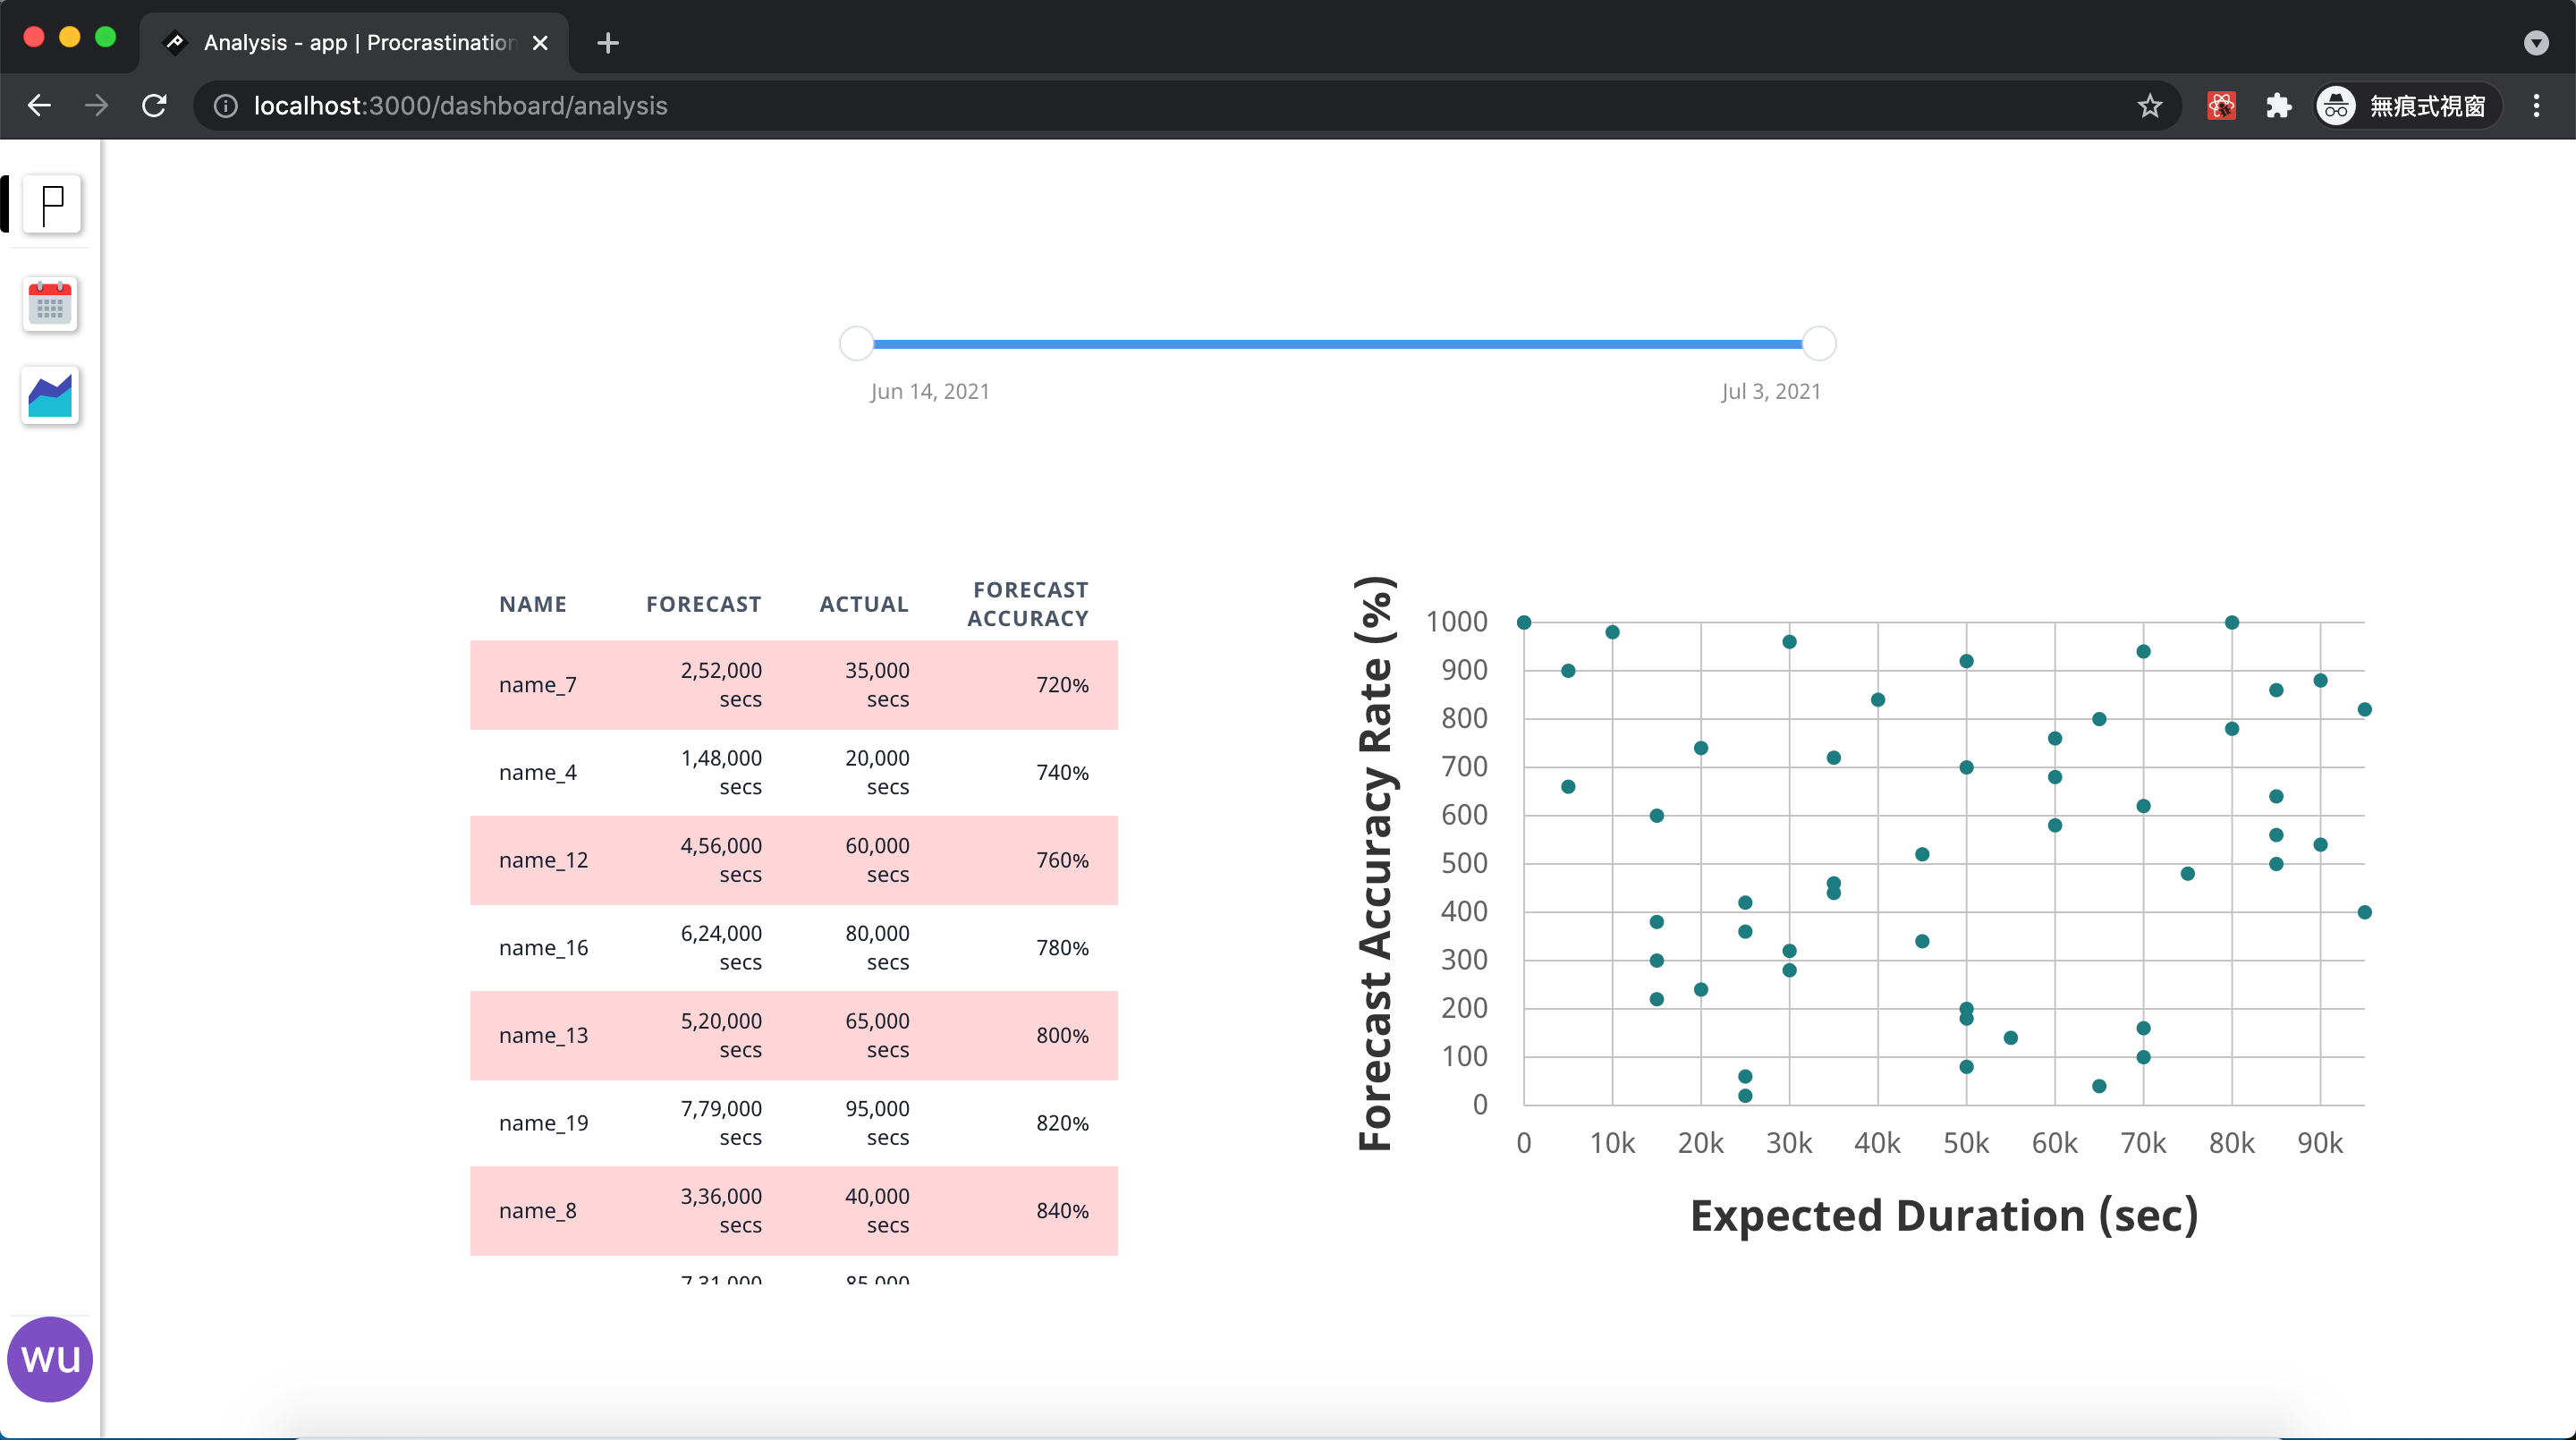 Analysis - app | Procrastination
localhost:3000/dashboard/analysis
無痕式視窗
Jun 14, 2021
Jul 3, 2021
NAME FORECAST ACTUAL FORECAST ACCURACY
name_7 2,52,000 secs 35,000 secs 720%
name_4 1,48,000 secs 20,000 secs 740%
name_12 4,56,000 secs 60,000 secs 760%
name_16 6,24,000 secs 80,000 secs 780%
name_13 5,20,000 secs 65,000 secs 800%
name_19 7,79,000 secs 95,000 secs 820%
name_8 3,36,000 secs 40,000 secs 840%
7,31,000 85,000
Forecast Accuracy Rate (%)
1000
900
800
700
600
500
400
300
200
100
0
0 10k 20k 30k 40k 50k 60k 70k 80k 90k
Expected Duration (sec)
wu